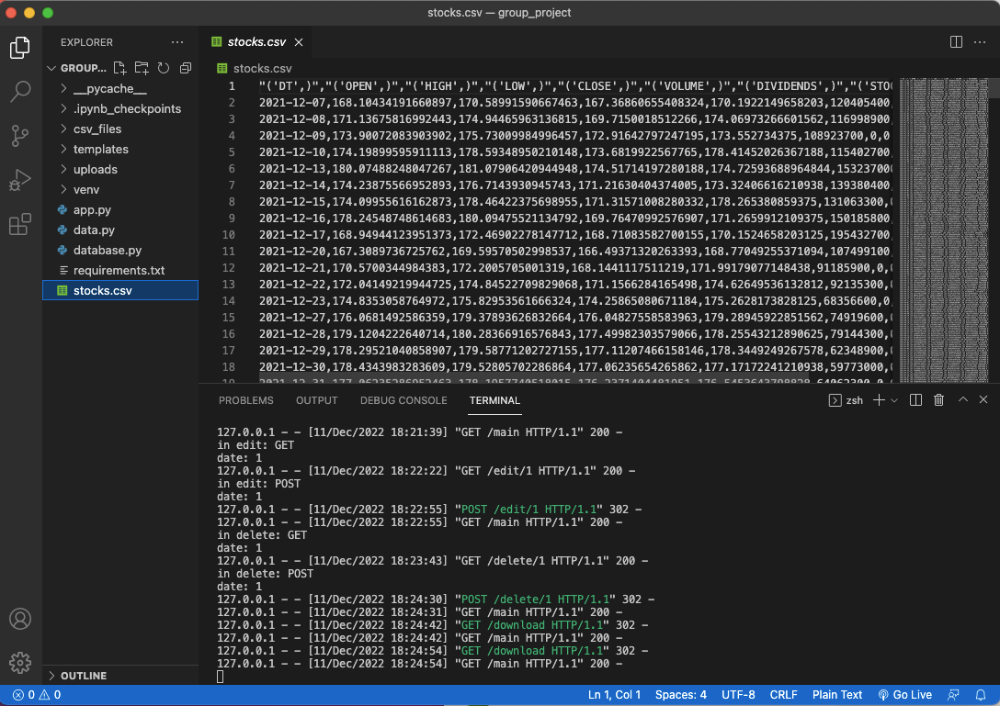 stocks.csv — group_project
EXPLORER
GROUP...
__pycache__
.ipynb_checkpoints
csv_files
templates
uploads
venv
app.py
data.py
database.py
requirements.txt
stocks.csv
OUTLINE
stocks.csv
stocks.csv
1 "('DT',)","('OPEN',)","('HIGH',)","('LOW',)","('CLOSE',)","('VOLUME',)","('DIVIDENDS',)","('STO
2 2021-12-07,168.10434191660897,170.58991590667463,167.36860655408324,170.1922149658203,120405400,
3 2021-12-08,171.13675816992443,174.94465963136815,169.7150018512266,174.06973266601562,116998900,
4 2021-12-09,173.90072083903902,175.73009984996457,172.91642797247195,173.552734375,108923700,0,0
5 2021-12-10,174.19899595911113,178.59348950210148,173.6819922567765,178.41452026367188,115402700,
6 2021-12-13,180.07488248047267,181.07906420944948,174.51714197280188,174.72593688964844,153237000
7 2021-12-14,174.23875566952893,176.7143930945743,171.21630404374005,173.32406616210938,139380400,
8 2021-12-15,174.09955616162873,178.46422375698955,171.31571008280332,178.265380859375,131063300,0
9 2021-12-16,178.24548748614683,180.09475521134792,169.76470992576907,171.2659912109375,150185800,
10 2021-12-17,168.94944123951373,172.46902278147712,168.71083582700155,170.1524658203125,195432700,
11 2021-12-20,167.3089736725762,169.59570502998537,166.49371320263393,168.77049255371094,107499100,
12 2021-12-21,170.5700344984383,172.2005705001319,168.1441117511219,171.99179077148438,91185900,0,
13 2021-12-22,172.04149219944725,174.84522709829068,171.1566284165498,174.62649536132812,92135300,
14 2021-12-23,174.8353058764972,175.82953561666324,174.25865080671184,175.2628173828125,68356600,0,
15 2021-12-27,176.0681492586359,179.37893626832664,176.04827558583963,179.28945922851562,74919600,
16 2021-12-28,179.1204222640714,180.28366916576843,177.49982303579066,178.25543212890625,79144300,
17 2021-12-29,178.29521040858907,179.58771202727155,177.11207466158146,178.3449249267578,62348900,
18 2021-12-30,178.4343983283609,179.52805702286864,177.06235654265862,177.17172241210938,59773000,
PROBLEMS
OUTPUT
DEBUG CONSOLE
TERMINAL
zsh
127.0.0.1 - - [11/Dec/2022 18:21:39] "GET /main HTTP/1.1" 200 -
in edit: GET
date: 1
127.0.0.1 - - [11/Dec/2022 18:22:22] "GET /edit/1 HTTP/1.1" 200 -
in edit: POST
date: 1
127.0.0.1 - - [11/Dec/2022 18:22:55] "POST /edit/1 HTTP/1.1" 302 -
127.0.0.1 - - [11/Dec/2022 18:22:55] "GET /main HTTP/1.1" 200 -
in delete: GET
date: 1
127.0.0.1 - - [11/Dec/2022 18:23:43] "GET /delete/1 HTTP/1.1" 200 -
in delete: POST
date: 1
127.0.0.1 - - [11/Dec/2022 18:24:30] "POST /delete/1 HTTP/1.1" 302 -
127.0.0.1 - - [11/Dec/2022 18:24:31] "GET /main HTTP/1.1" 200 -
127.0.0.1 - - [11/Dec/2022 18:24:42] "GET /download HTTP/1.1" 302 -
127.0.0.1 - - [11/Dec/2022 18:24:42] "GET /main HTTP/1.1" 200 -
127.0.0.1 - - [11/Dec/2022 18:24:54] "GET /download HTTP/1.1" 302 -
127.0.0.1 - - [11/Dec/2022 18:24:54] "GET /main HTTP/1.1" 200 -
0 0 Ln 1, Col 1 Spaces: 4 UTF-8 CRLF Plain Text Go Live